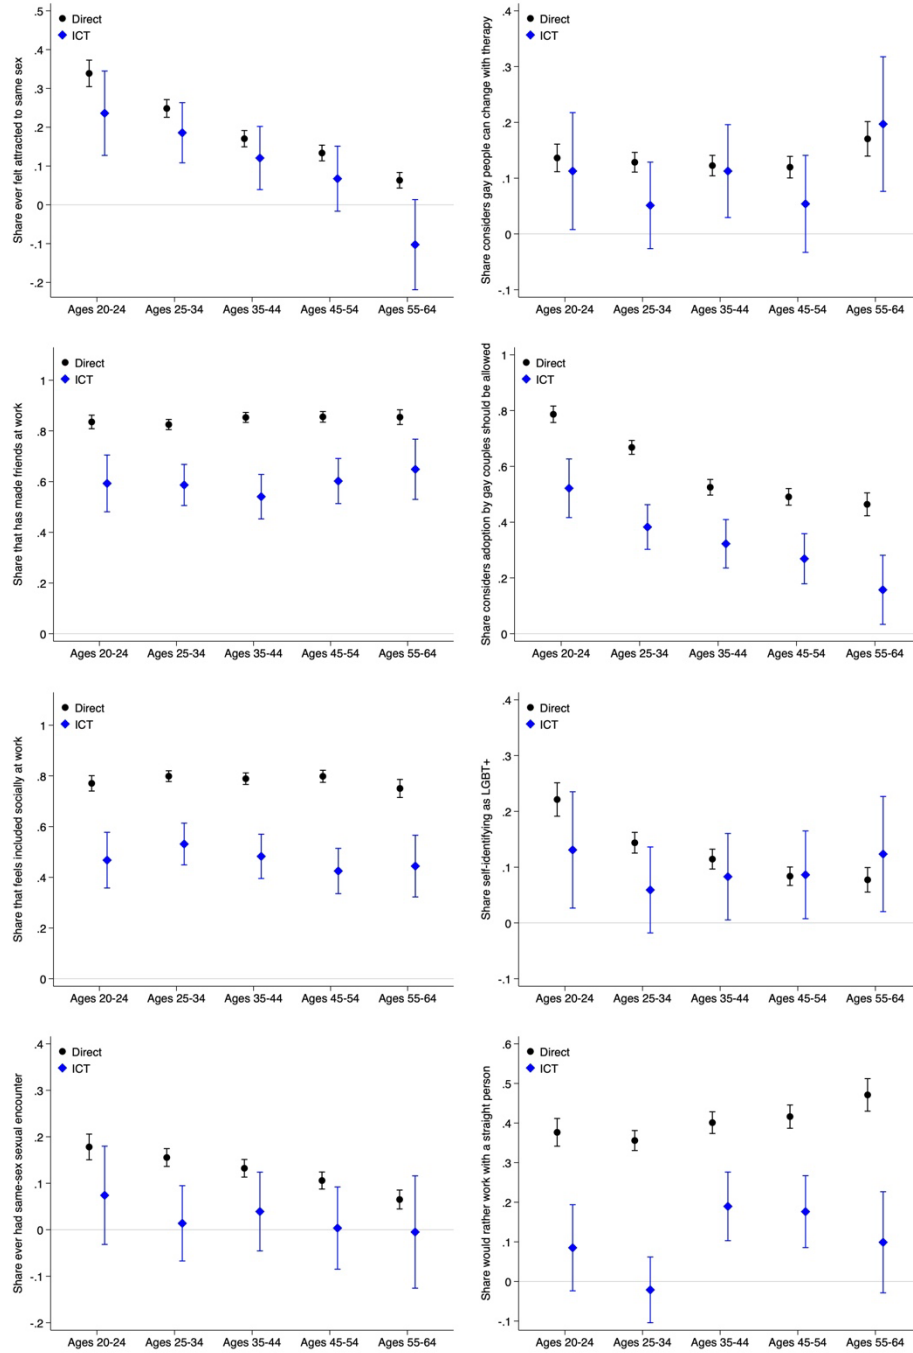 Share ever felt attracted to same sex
.5
.4
.3
.2
.1
0
-.1
-.2
Direct
ICT
Ages 20-24 Ages 25-34 Ages 35-44 Ages 45-54 Ages 55-64
Share considers gay people can change with therapy
.4
.3
.2
.1
0
-.1
Direct
ICT
Ages 20-24 Ages 25-34 Ages 35-44 Ages 45-54 Ages 55-64
Share that has made friends at work
1
.8
.6
.4
.2
0
Direct
ICT
Ages 20-24 Ages 25-34 Ages 35-44 Ages 45-54 Ages 55-64
Share considers adoption by gay couples should be allowed
1
.8
.6
.4
.2
0
Direct
ICT
Ages 20-24 Ages 25-34 Ages 35-44 Ages 45-54 Ages 55-64
Share that feels included socially at work
1
.8
.6
.4
.2
0
Direct
ICT
Ages 20-24 Ages 25-34 Ages 35-44 Ages 45-54 Ages 55-64
Share self-identifying as LGBT+
.4
.3
.2
.1
0
-.1
Direct
ICT
Ages 20-24 Ages 25-34 Ages 35-44 Ages 45-54 Ages 55-64
Share ever had same-sex sexual encounter
.4
.3
.2
.1
0
-.1
-.2
Direct
ICT
Ages 20-24 Ages 25-34 Ages 35-44 Ages 45-54 Ages 55-64
Share would rather work with a straight person
.6
.5
.4
.3
.2
.1
0
-.1
Direct
ICT
Ages 20-24 Ages 25-34 Ages 35-44 Ages 45-54 Ages 55-64